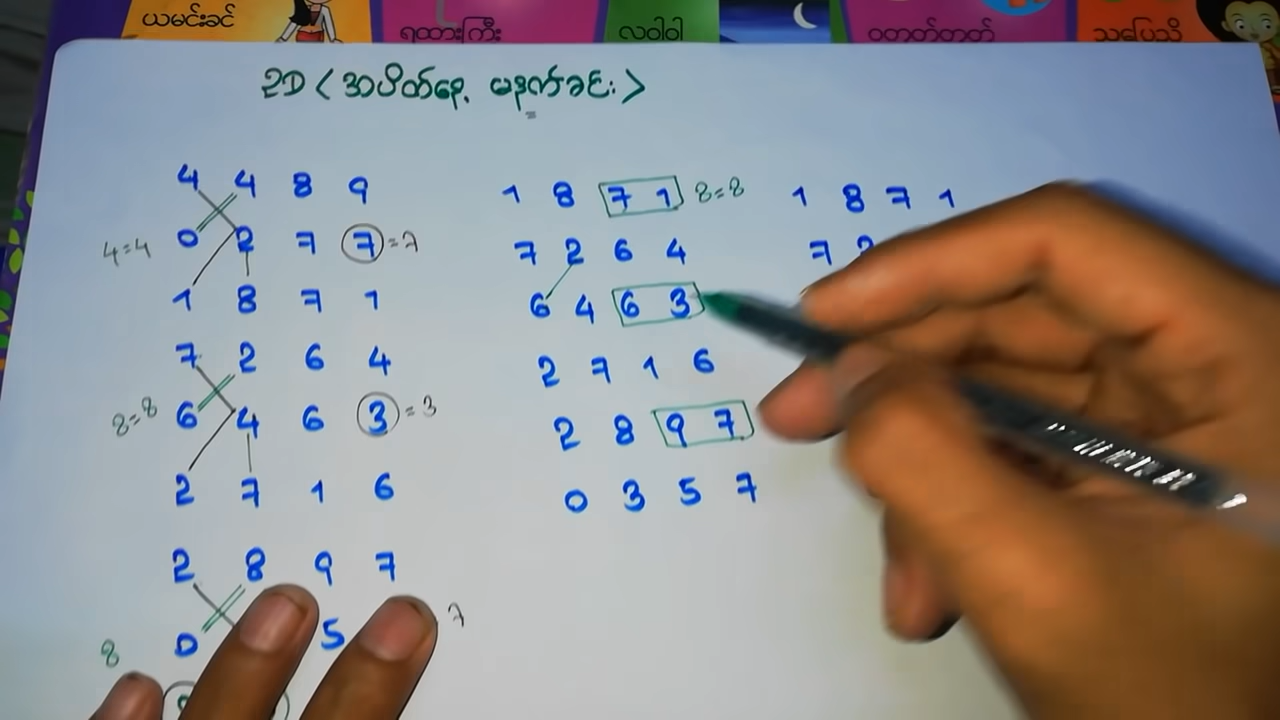 ယမင်းခင်
ရထားကြီး
လဝါဝါ
ဝတုတ်တုတ်
သပြေသိ
2D < အပိတ်နေ့ မနက်ခင်း >
4 4 8 9
4=4 0 2 7 7 =7
1 8 7 1
7 2 6 4
8=8 6 4 6 3 =3
2 7 1 6
2 8 9 7
8 0 5 7
1 8 7 1 8=8
7 2 6 4
6 4 6 3
2 7 1 6
2 8 9 7
0 3 5 7
1 8 7 1
7 2